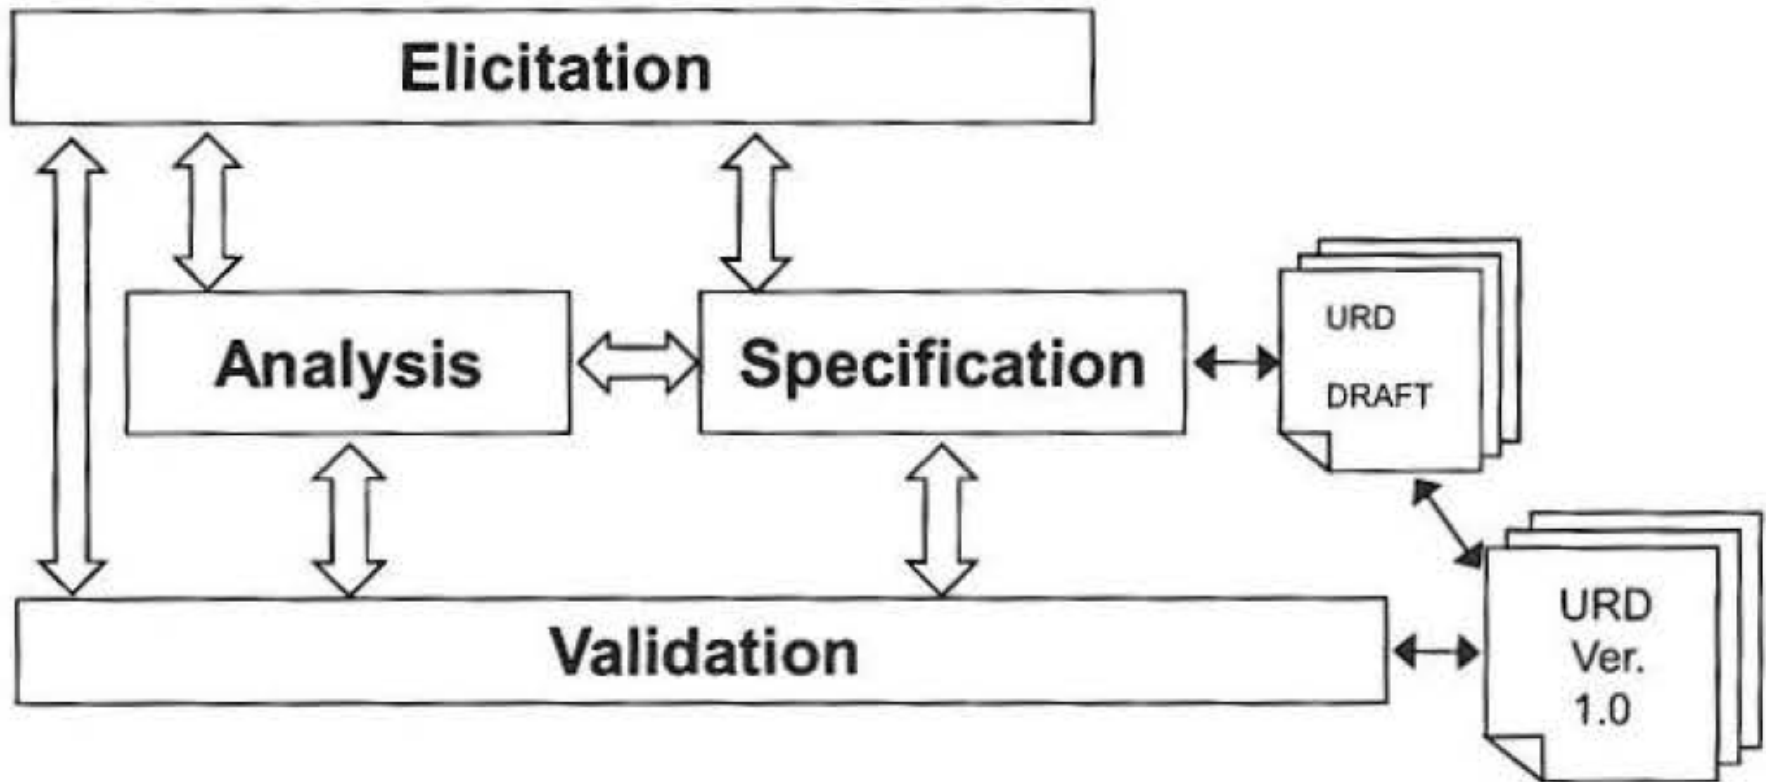 Elicitation
Analysis
Specification
URD
DRAFT
Validation
URD
Ver.
1.0